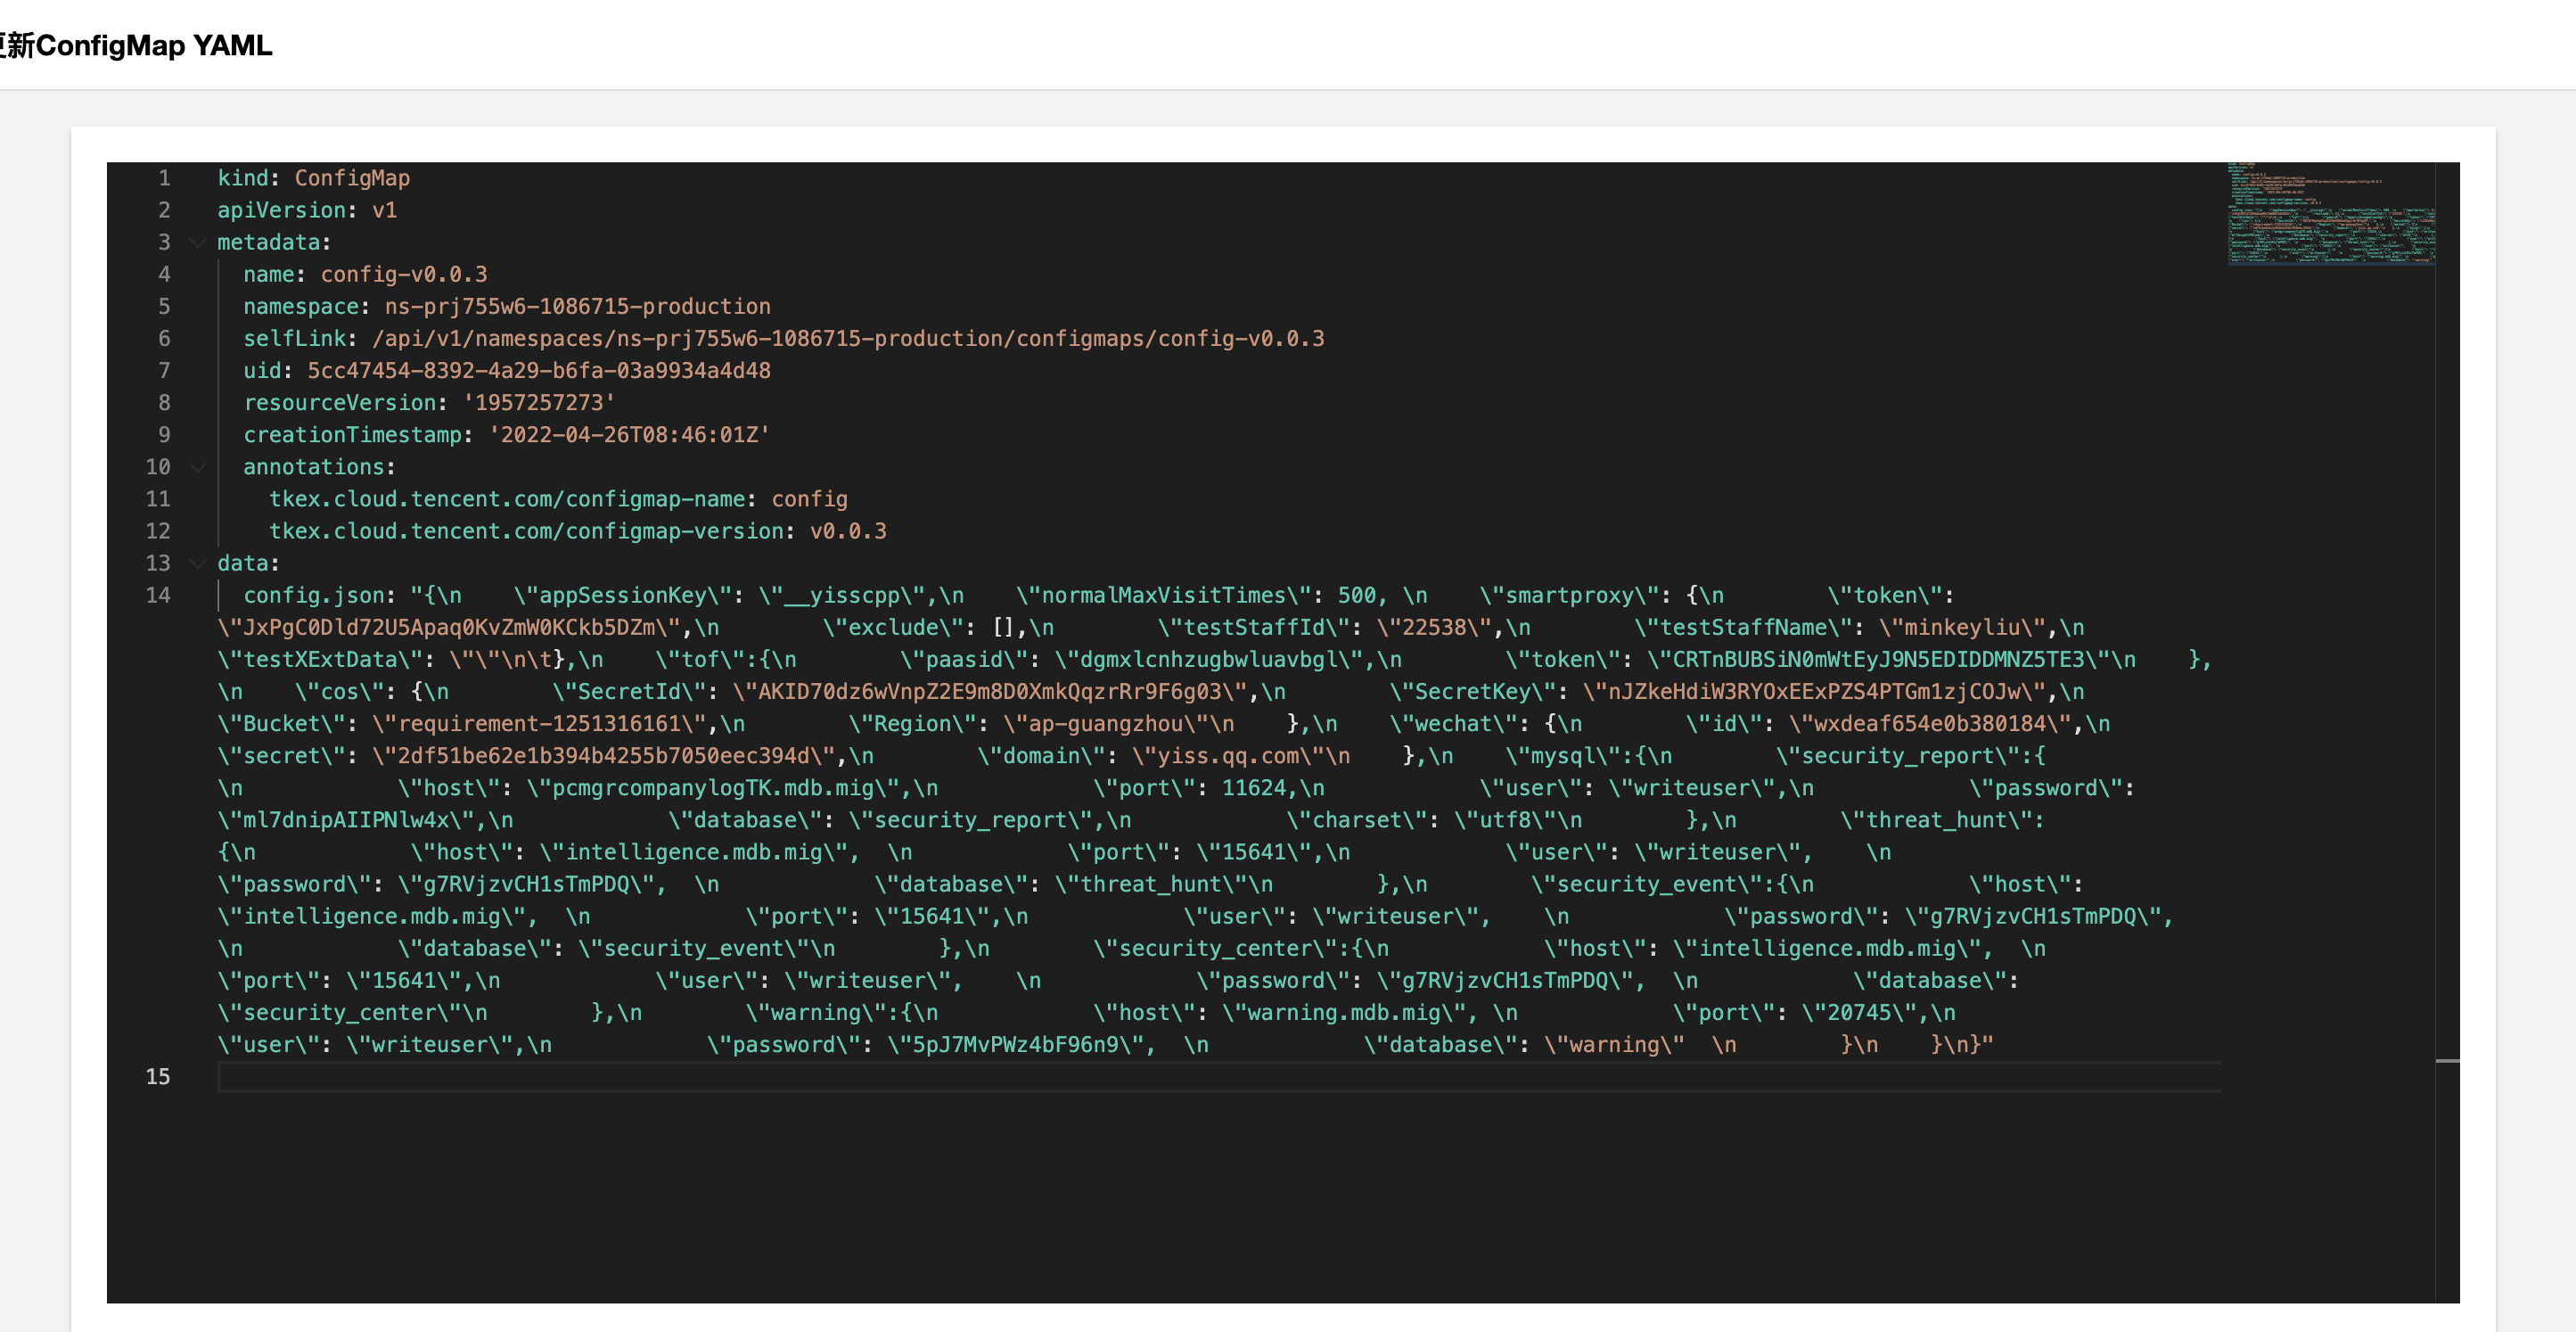 新ConfigMap YAML
1 kind: ConfigMap
2 apiVersion: v1
3 metadata:
4 name: config-v0.0.3
5 namespace: ns-prj755w6-1086715-production
6 selfLink: /api/v1/namespaces/ns-prj755w6-1086715-production/configmaps/config-v0.0.3
7 uid: 5cc47454-8392-4a29-b6fa-03a9934a4d48
8 resourceVersion: '1957257273'
9 creationTimestamp: '2022-04-26T08:46:01Z'
10 annotations:
11 tkex.cloud.tencent.com/configmap-name: config
12 tkex.cloud.tencent.com/configmap-version: v0.0.3
13 data:
14 config.json: "{\n    \"appSessionKey\": \"__yisscpp\",\n    \"normalMaxVisitTimes\": 500, \n    \"smartproxy\": {\n        \"token\":
\"JxPgC0Dld72U5Apaq0KvZmW0KCkb5DZm\",\n        \"exclude\": [],\n        \"testStaffId\": \"22538\",\n        \"testStaffName\": \"minkeyliu\",\n
\"testXExtData\": \"\"\n\t},\n    \"tof\":{\n        \"paasid\": \"dgmxlcnhzugbwluavbgl\",\n        \"token\": \"CRTnBUBSiN0mWtEyJ9N5EDIDDMNZ5TE3\"\n    },
\n    \"cos\": {\n        \"SecretId\": \"AKID70dz6wVnpZ2E9m8D0XmkQqzrRr9F6g03\",\n        \"SecretKey\": \"nJZkeHdiW3RYOxEExPZS4PTGm1zjCOJw\",\n
\"Bucket\": \"requirement-1251316161\",\n        \"Region\": \"ap-guangzhou\"\n    },\n    \"wechat\": {\n        \"id\": \"wxdeaf654e0b380184\",\n
\"secret\": \"2df51be62e1b394b4255b7050eec394d\",\n        \"domain\": \"yiss.qq.com\"\n    },\n    \"mysql\":{\n        \"security_report\":{
\n            \"host\": \"pcmgrcompanylogTK.mdb.mig\",\n            \"port\": 11624,\n            \"user\": \"writeuser\",\n            \"password\":
\"ml7dnipAIIPNlw4x\",\n            \"database\": \"security_report\",\n            \"charset\": \"utf8\"\n        },\n        \"threat_hunt\":
{\n            \"host\": \"intelligence.mdb.mig\",  \n            \"port\": \"15641\",\n            \"user\": \"writeuser\",    \n
\"password\": \"g7RVjzvCH1sTmPDQ\",  \n            \"database\": \"threat_hunt\"\n        },\n        \"security_event\":{\n            \"host\":
\"intelligence.mdb.mig\",  \n            \"port\": \"15641\",\n            \"user\": \"writeuser\",    \n            \"password\": \"g7RVjzvCH1sTmPDQ\",
\n            \"database\": \"security_event\"\n        },\n        \"security_center\":{\n            \"host\": \"intelligence.mdb.mig\",  \n
\"port\": \"15641\",\n            \"user\": \"writeuser\",    \n            \"password\": \"g7RVjzvCH1sTmPDQ\",  \n            \"database\":
\"security_center\"\n        },\n        \"warning\":{\n            \"host\": \"warning.mdb.mig\", \n            \"port\": \"20745\",\n
\"user\": \"writeuser\",\n            \"password\": \"5pJ7MvPWz4bF96n9\",  \n            \"database\": \"warning\"  \n        }\n    }\n}"
15